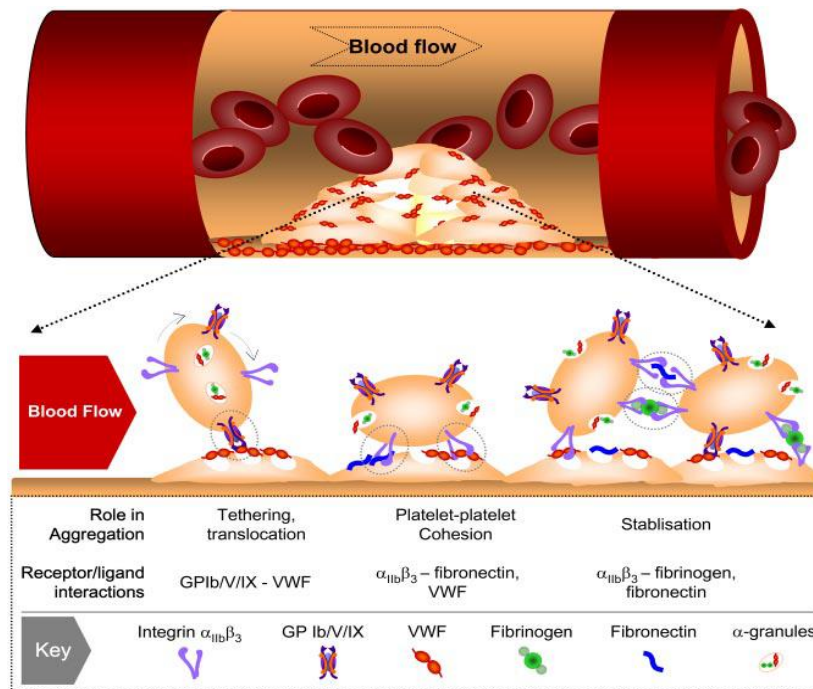 Blood flow
Blood Flow
Role in
Aggregation
Tethering,
translocation
Platelet-platelet
Cohesion
Stablisation
Receptor/ligand
interactions
GPIb/V/IX - VWF
αIIbβ3 – fibronectin,
VWF
αIIbβ3 – fibrinogen,
fibronectin
Key
Integrin αIIbβ3
GP Ib/V/IX
VWF
Fibrinogen
Fibronectin
α-granules